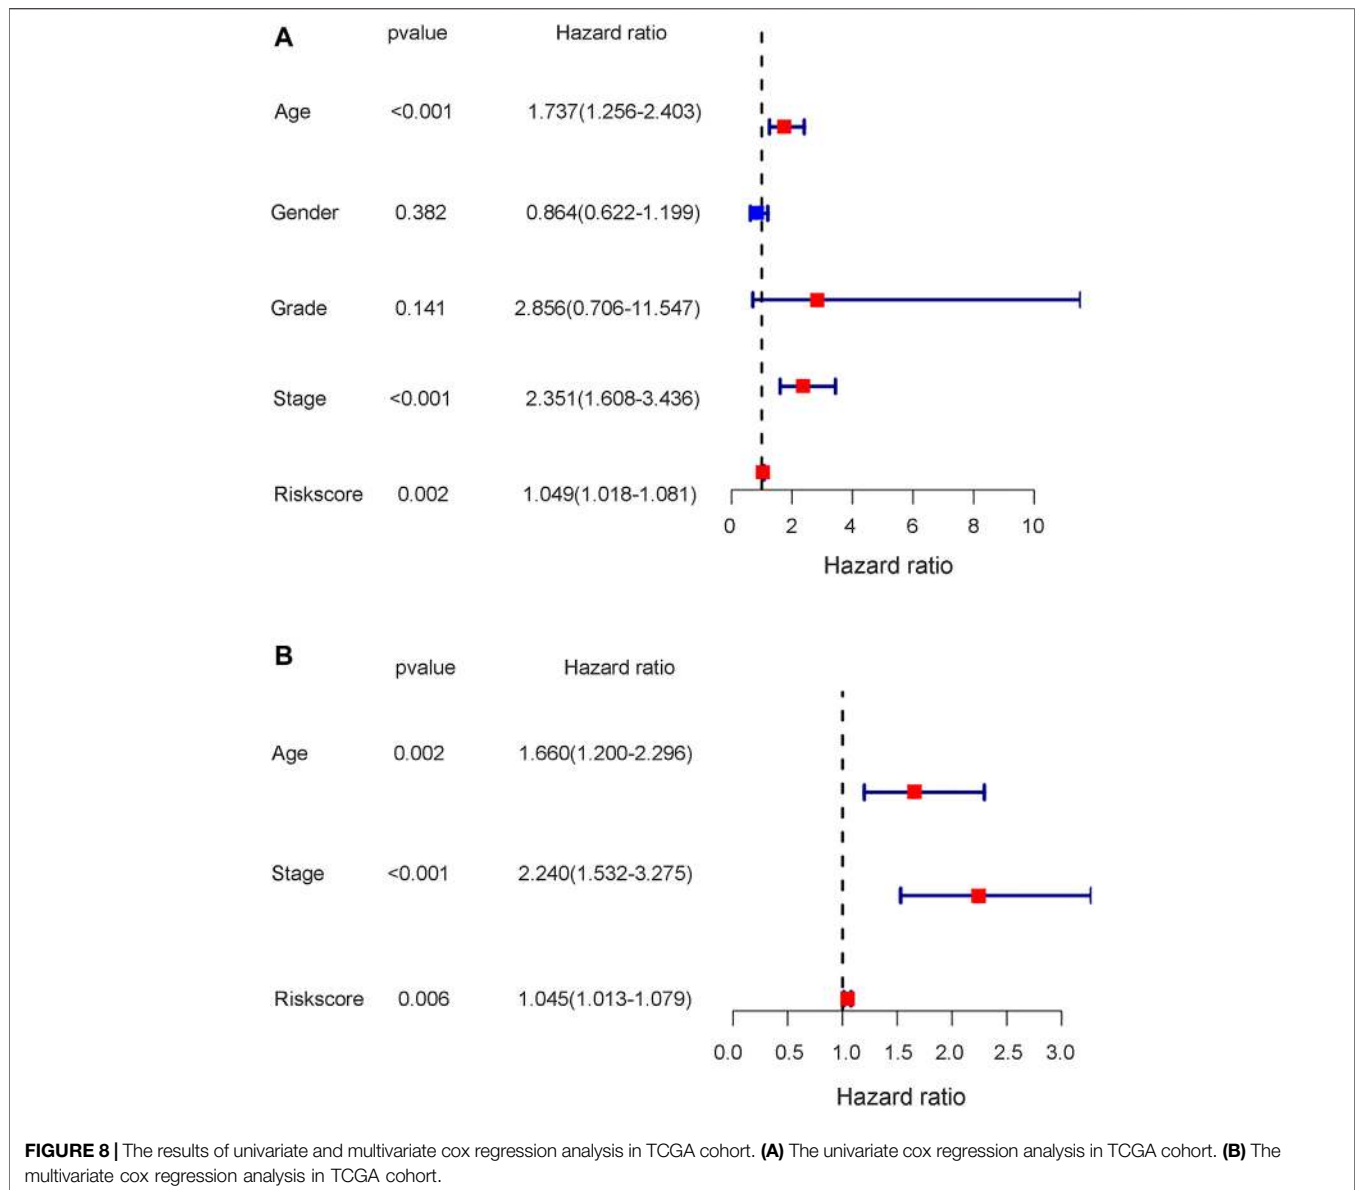 A pvalue Hazard ratio
Age <0.001 1.737(1.256-2.403)
Gender 0.382 0.864(0.622-1.199)
Grade 0.141 2.856(0.706-11.547)
Stage <0.001 2.351(1.608-3.436)
Riskscore 0.002 1.049(1.018-1.081)
0 2 4 6 8 10
Hazard ratio
B pvalue Hazard ratio
Age 0.002 1.660(1.200-2.296)
Stage <0.001 2.240(1.532-3.275)
Riskscore 0.006 1.045(1.013-1.079)
0.0 0.5 1.0 1.5 2.0 2.5 3.0
Hazard ratio
FIGURE 8 | The results of univariate and multivariate cox regression analysis in TCGA cohort. (A) The univariate cox regression analysis in TCGA cohort. (B) The
multivariate cox regression analysis in TCGA cohort.